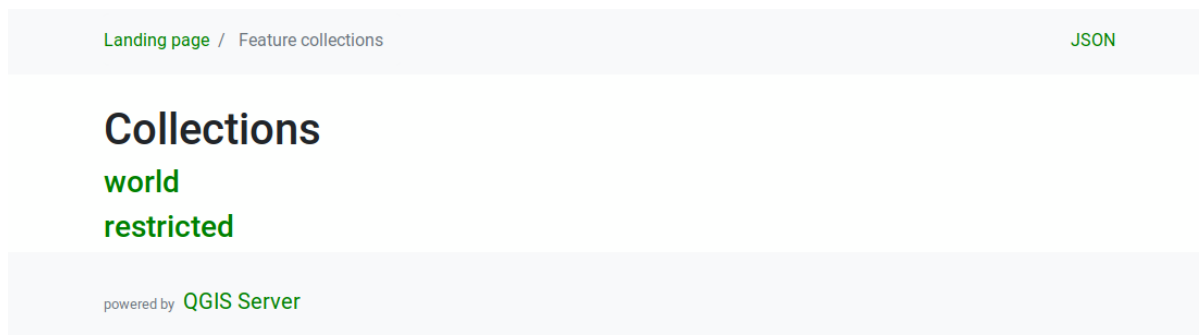 Landing page / Feature collections JSON
Collections
world
restricted
powered by QGIS Server